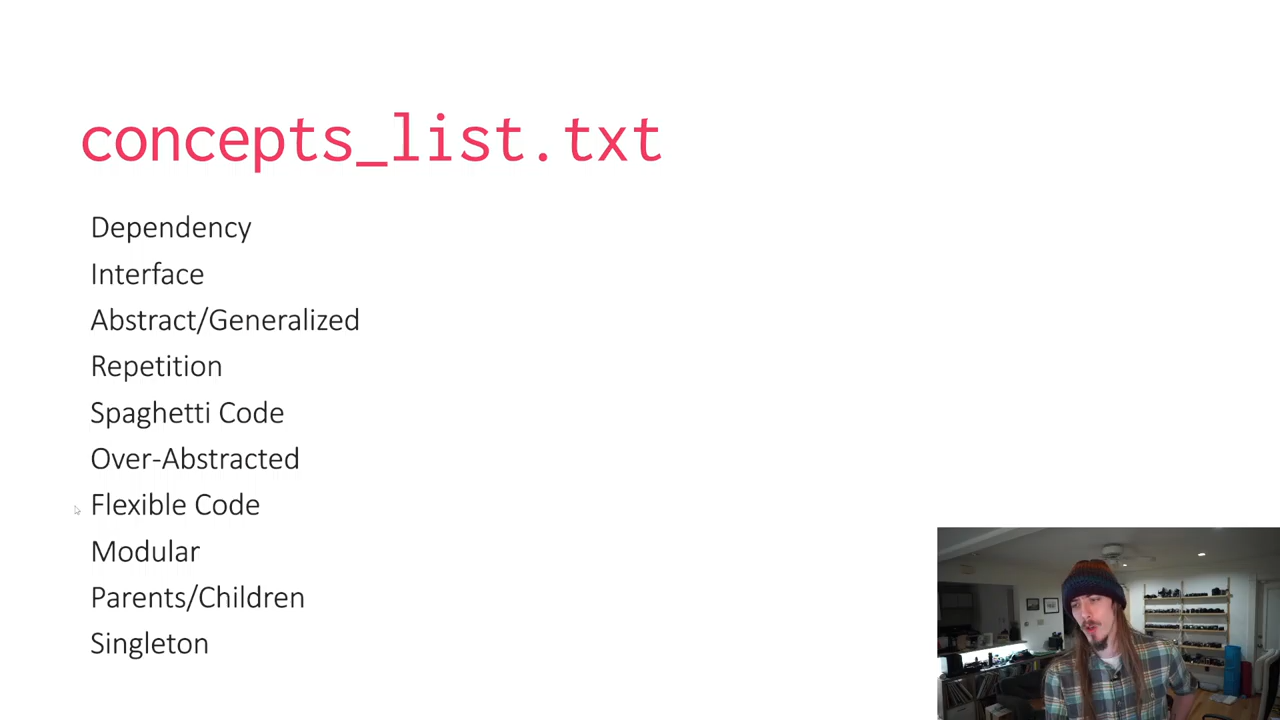 concepts_list.txt
Dependency
Interface
Abstract/Generalized
Repetition
Spaghetti Code
Over-Abstracted
Flexible Code
Modular
Parents/Children
Singleton